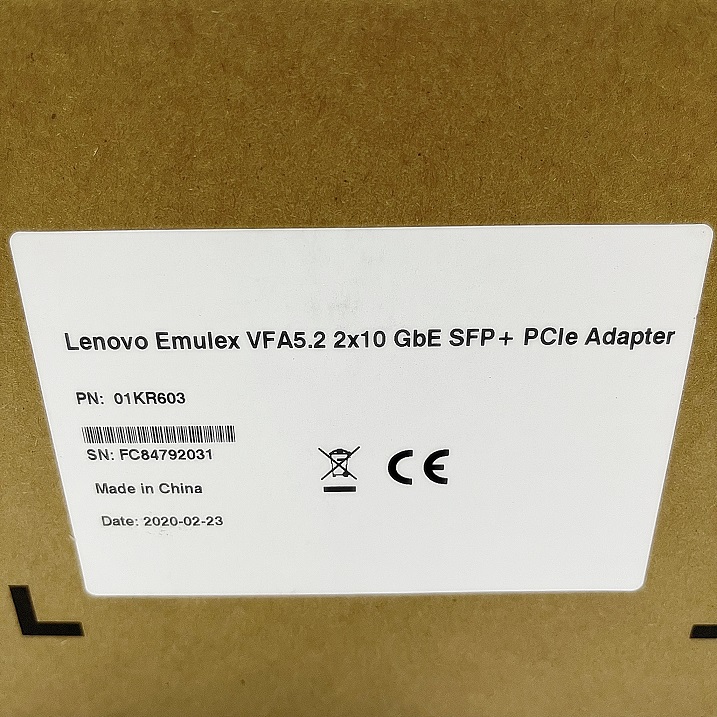 Lenovo Emulex VFA5.2 2x10 GbE SFP+ PCIe Adapter
PN: 01KR603
SN: FC84792031
Made in China
Date: 2020-02-23
CE